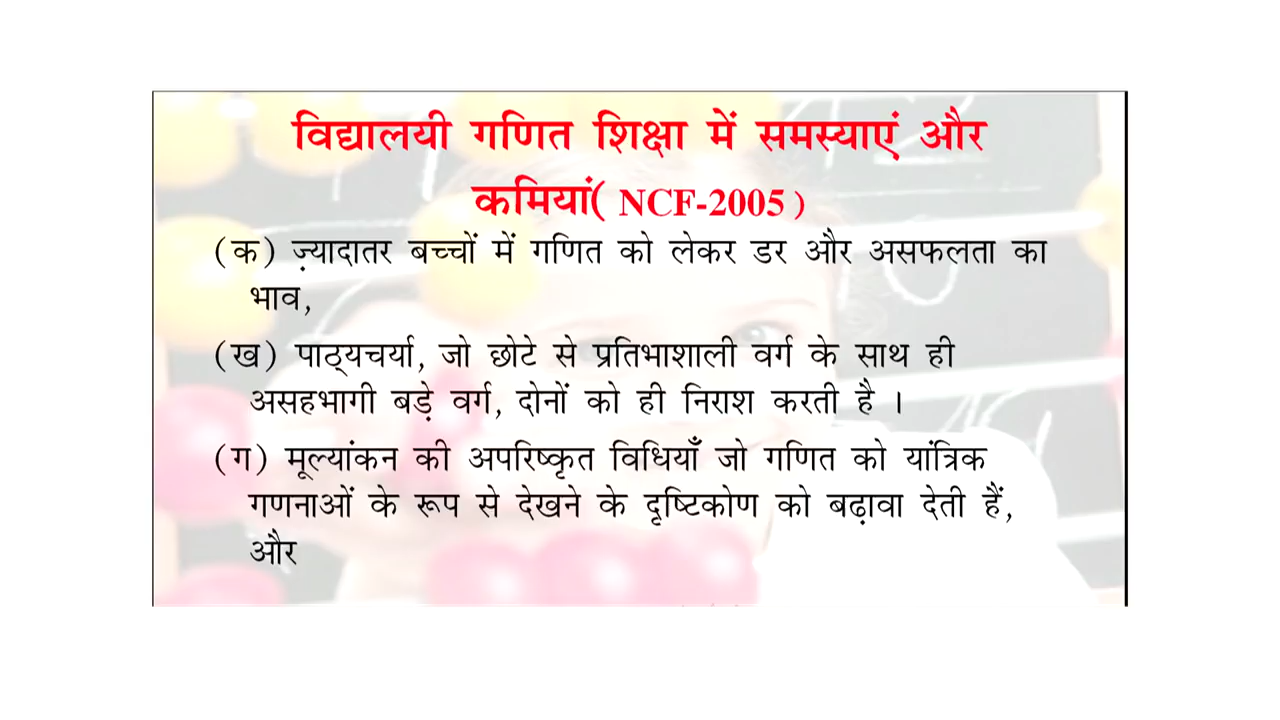 विद्यालयी गणित शिक्षा में समस्याएं और
कमियां( NCF-2005 )
(क) ज़्यादातर बच्चों में गणित को लेकर डर और असफलता का
भाव,
(ख) पाठ्यचर्या, जो छोटे से प्रतिभाशाली वर्ग के साथ ही
असहभागी बड़े वर्ग, दोनों को ही निराश करती है ।
(ग) मूल्यांकन की अपरिष्कृत विधियाँ जो गणित को यांत्रिक
गणनाओं के रूप से देखने के दृष्टिकोण को बढ़ावा देती हैं,
और